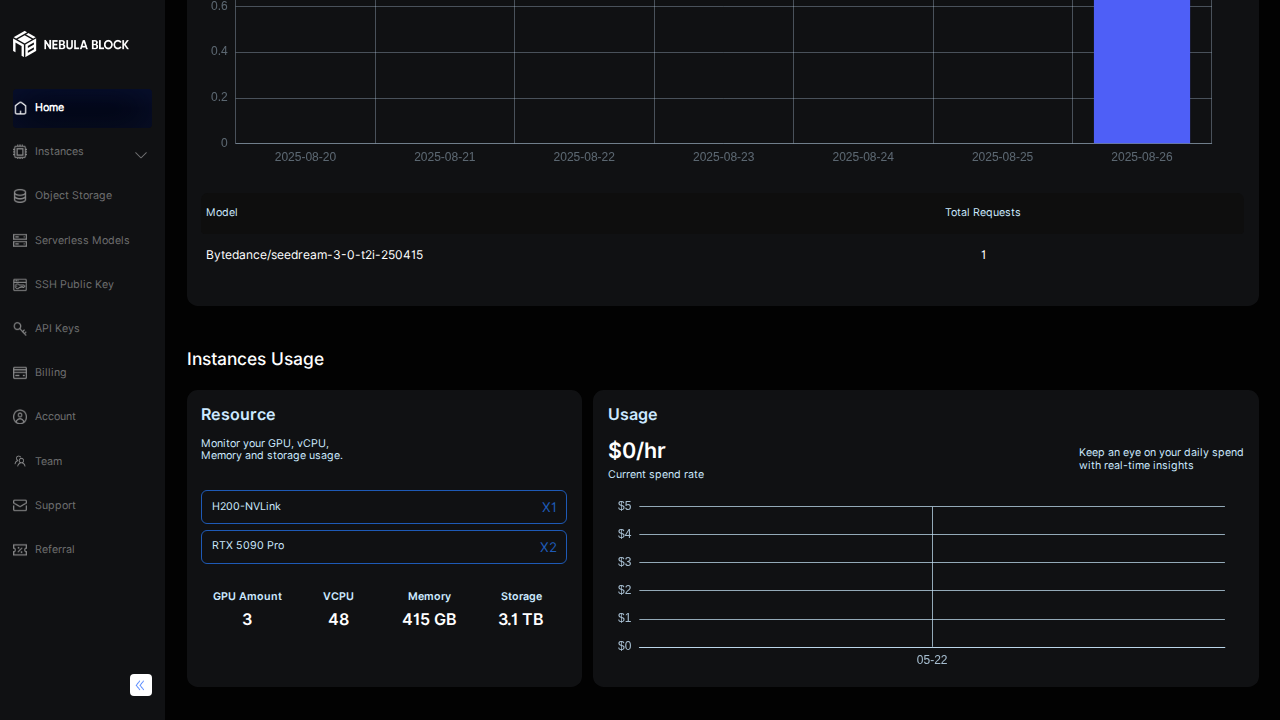 NEBULA BLOCK
Home
Instances
Object Storage
Serverless Models
SSH Public Key
API Keys
Billing
Account
Team
Support
Referral
0.6
0.4
0.2
0
2025-08-20 2025-08-21 2025-08-22 2025-08-23 2025-08-24 2025-08-25 2025-08-26
Model Total Requests
Bytedance/seedream-3-0-t2i-250415 1
Instances Usage
Resource
Monitor your GPU, vCPU,
Memory and storage usage.
H200-NVLink X1
RTX 5090 Pro X2
GPU Amount VCPU Memory Storage
3 48 415 GB 3.1 TB
Usage
$0/hr
Current spend rate
Keep an eye on your daily spend
with real-time insights
$5
$4
$3
$2
$1
$0
05-22